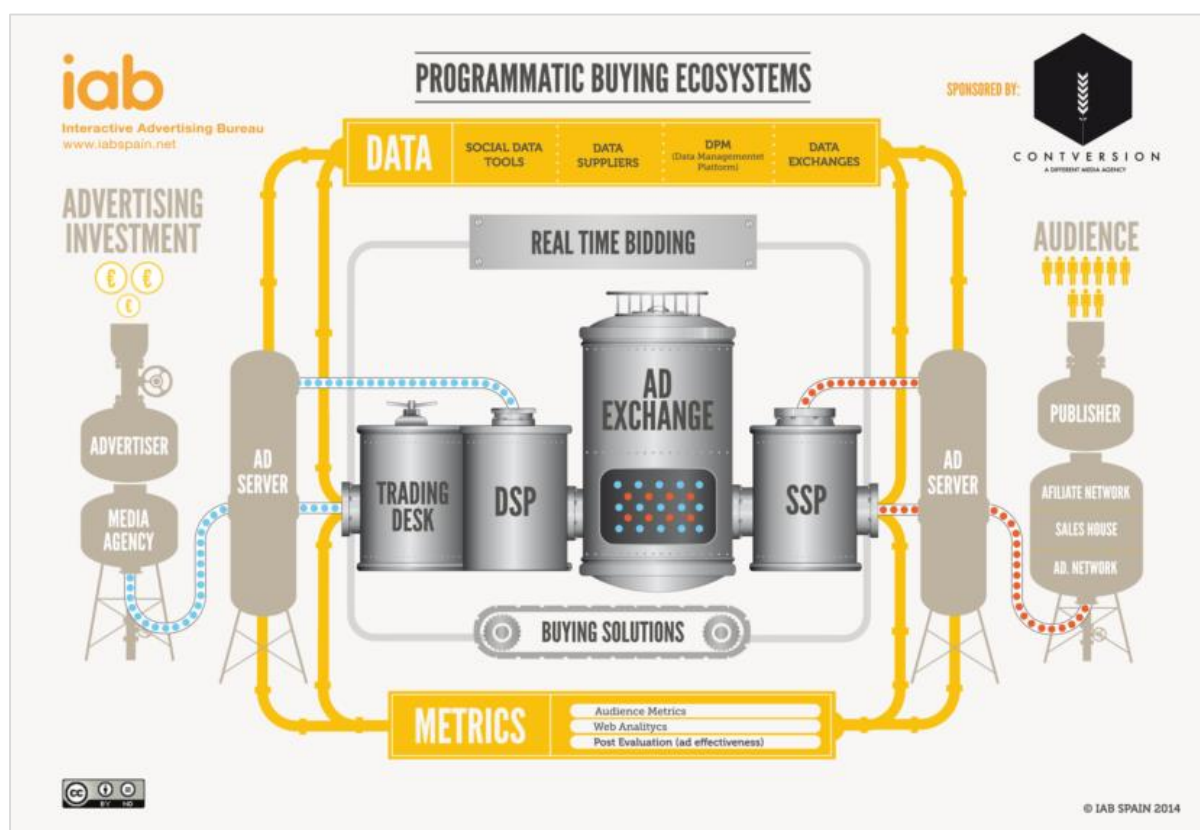 iab
Interactive Advertising Bureau
www.iabspain.net
PROGRAMMATIC BUYING ECOSYSTEMS
SPONSORED BY:
CONTVERSION
A DIFFERENT MEDIA AGENCY
DATA
SOCIAL DATA
TOOLS
DATA
SUPPLIERS
DPM
(Data Managementet
Platform)
DATA
EXCHANGES
ADVERTISING
INVESTMENT
€ €
€
REAL TIME BIDDING
AUDIENCE
ADVERTISER
MEDIA
AGENCY
AD
SERVER
TRADING
DESK
DSP
AD
EXCHANGE
SSP
AD
SERVER
PUBLISHER
AFILIATE NETWORK
SALES HOUSE
AD. NETWORK
BUYING SOLUTIONS
METRICS
Audience Metrics
Web Analitycs
Post Evaluation (ad effectiveness)
cc
BY ND
© IAB SPAIN 2014